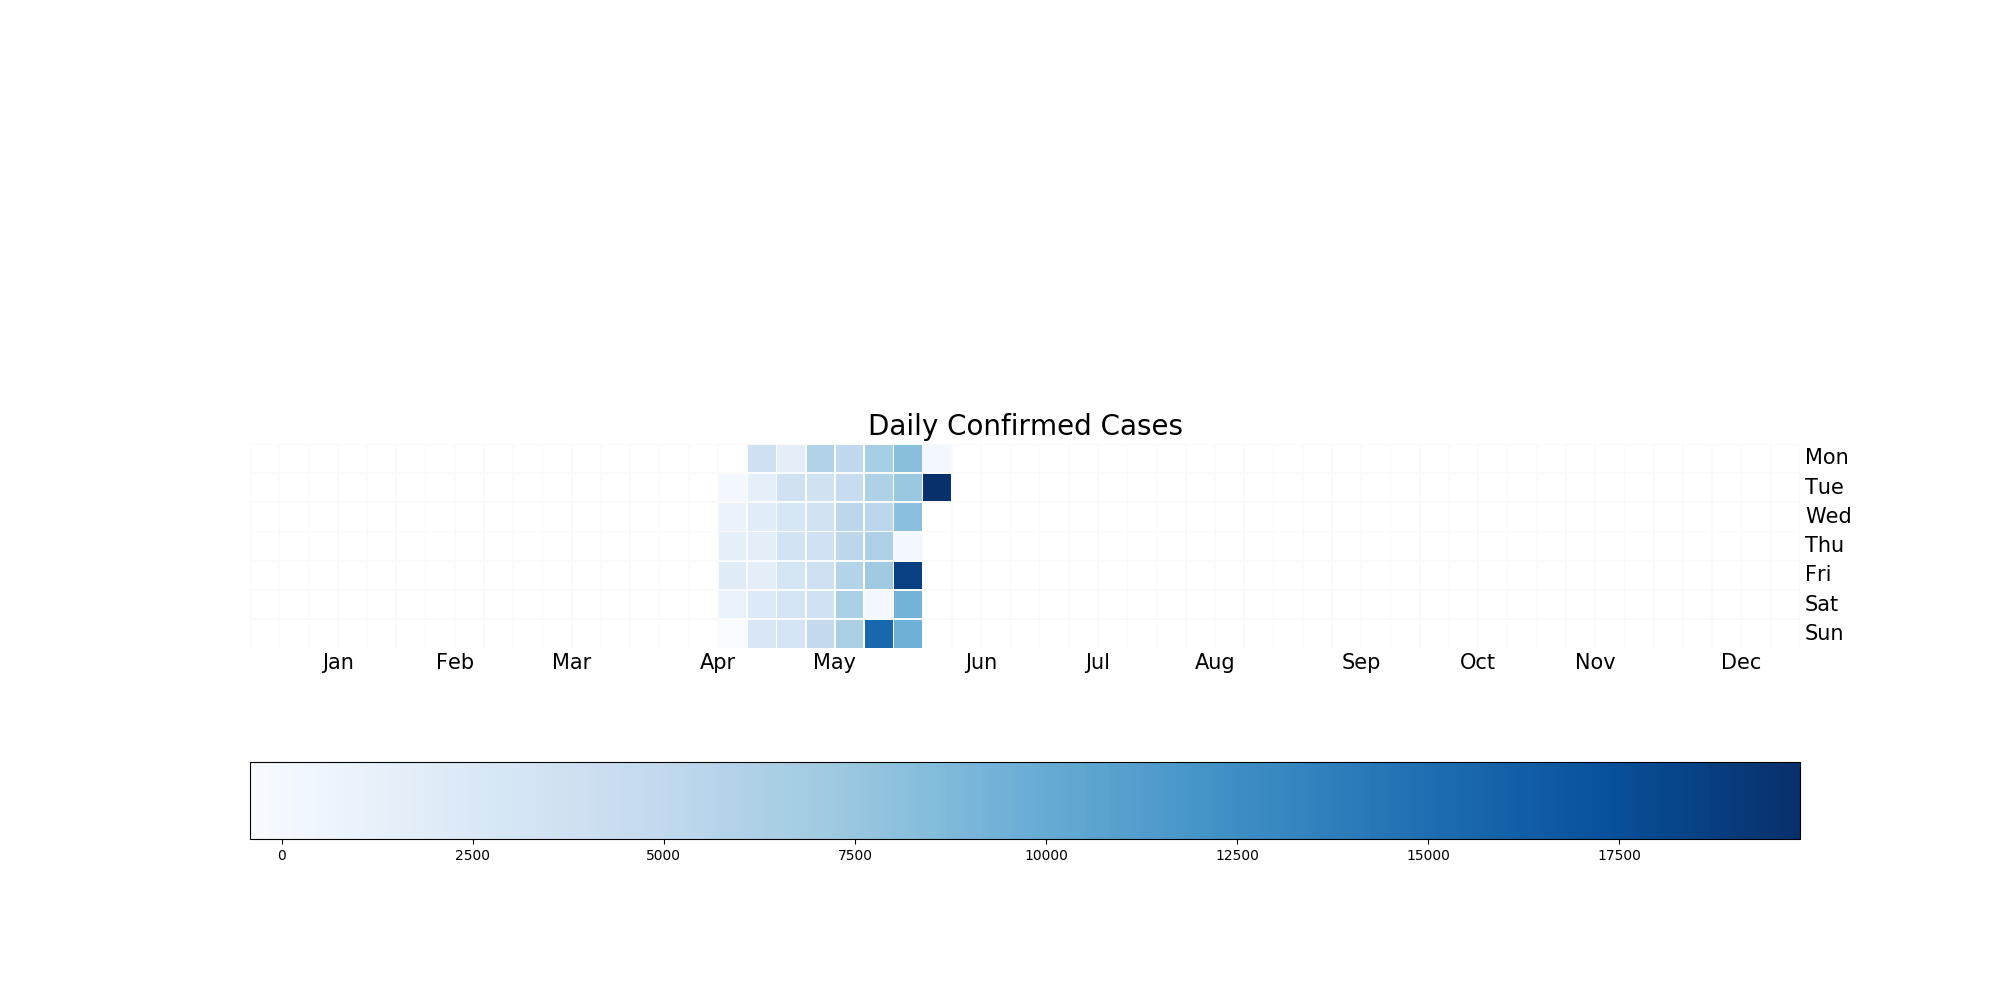 Daily Confirmed Cases
Mon
Tue
Wed
Thu
Fri
Sat
Sun
Jan Feb Mar Apr May Jun Jul Aug Sep Oct Nov Dec
0 2500 5000 7500 10000 12500 15000 17500